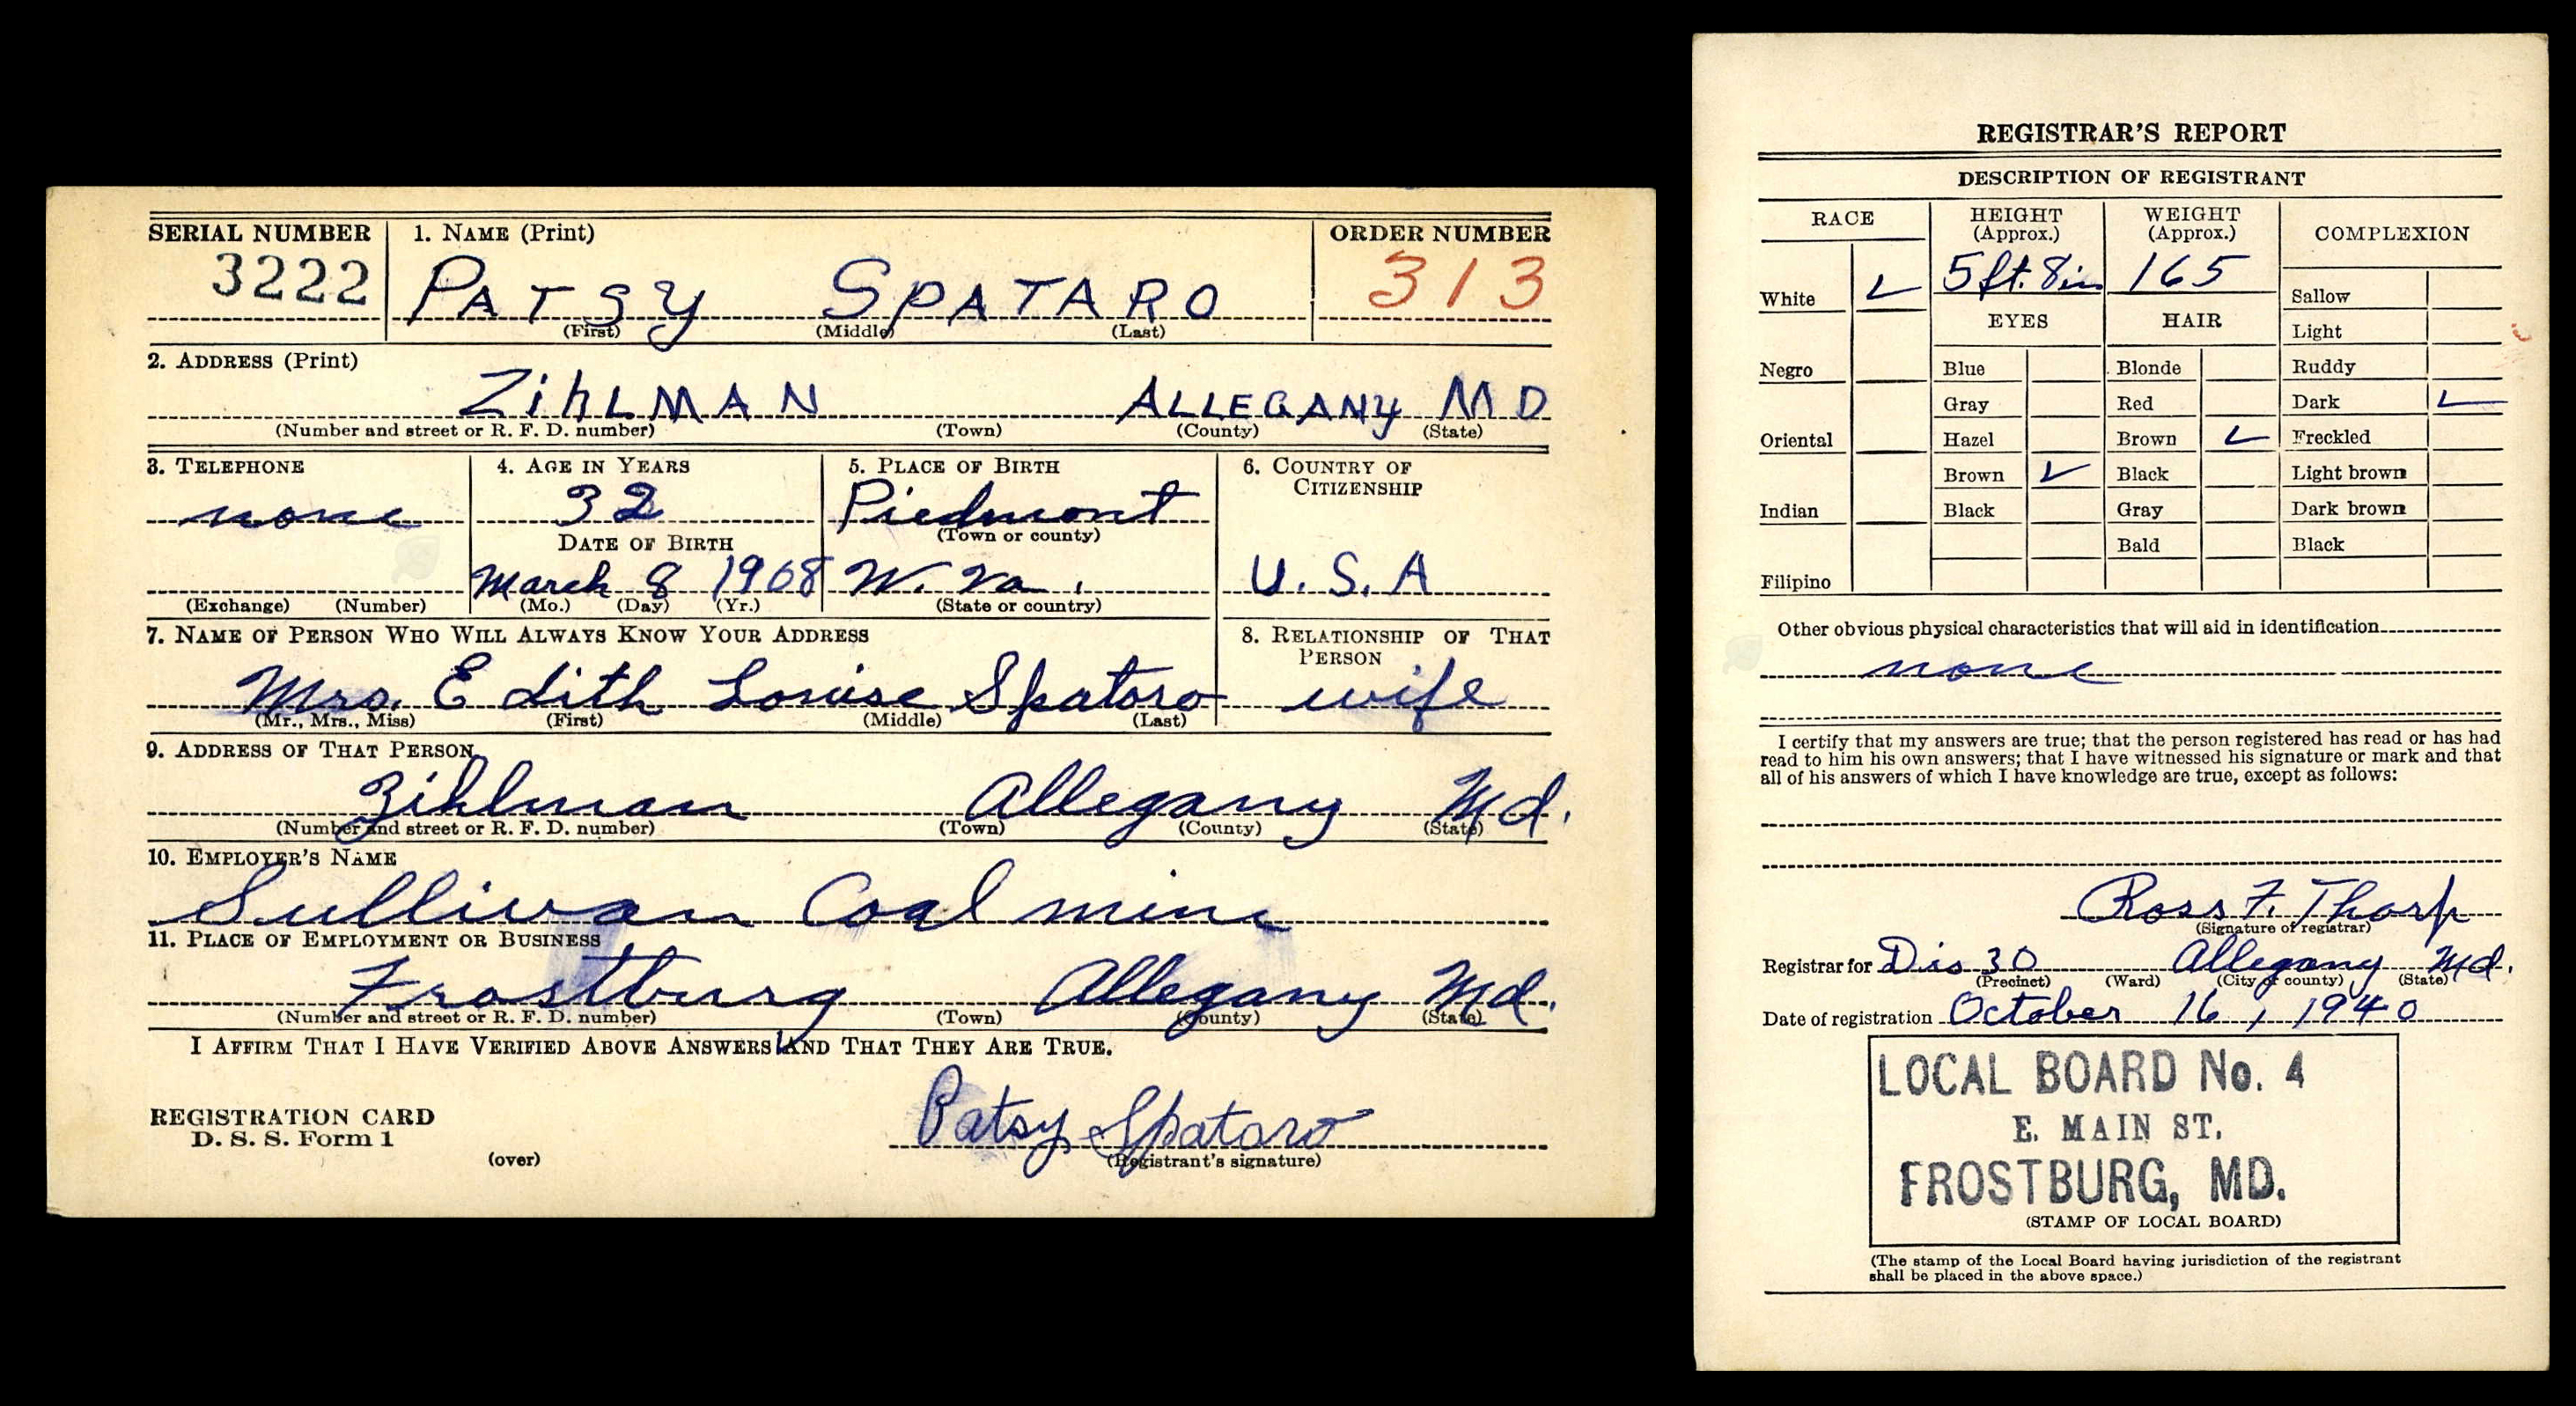 SERIAL NUMBER 1. NAME (Print) ORDER NUMBER
3222 PATSY SPATARO 313
(First) (Middle) (Last)
2. ADDRESS (Print)
ZihLMAN ALLEGANY MD
(Number and street or R. F. D. number) (Town) (County) (State)
3. TELEPHONE 4. AGE IN YEARS 5. PLACE OF BIRTH 6. COUNTRY OF CITIZENSHIP
none 32 Piedmont
(Town or county)
DATE OF BIRTH
March 8 1908 W. Va. U.S.A
(Exchange) (Number) (Mo.) (Day) (Yr.) (State or country)
7. NAME OF PERSON WHO WILL ALWAYS KNOW YOUR ADDRESS 8. RELATIONSHIP OF THAT PERSON
Mrs. Edith Louise Spataro wife
(Mr., Mrs., Miss) (First) (Middle) (Last)
9. ADDRESS OF THAT PERSON
Zihlman Allegany Md.
(Number and street or R. F. D. number) (Town) (County) (State)
10. EMPLOYER'S NAME
Sullivan Coal mine
11. PLACE OF EMPLOYMENT OR BUSINESS
Frostburg Allegany Md.
(Number and street or R. F. D. number) (Town) (County) (State)
I AFFIRM THAT I HAVE VERIFIED ABOVE ANSWERS AND THAT THEY ARE TRUE.
REGISTRATION CARD
D. S. S. Form 1
Patsy Spataro
(over) (Registrant's signature)
REGISTRAR'S REPORT
DESCRIPTION OF REGISTRANT
RACE HEIGHT (Approx.) WEIGHT (Approx.) COMPLEXION
5 ft. 8 in 165
White ✓ Sallow
EYES HAIR Light
Negro Blue Blonde Ruddy
Gray Red Dark ✓
Oriental Hazel Brown ✓ Freckled
Brown ✓ Black Light brown
Indian Black Gray Dark brown
Bald Black
Filipino
Other obvious physical characteristics that will aid in identification
none
I certify that my answers are true; that the person registered has read or has had
read to him his own answers; that I have witnessed his signature or mark and that
all of his answers of which I have knowledge are true, except as follows:
Ross F. Tharp
(Signature of registrar)
Registrar for Dis 30 Allegany Md.
(Precinct) (Ward) (City or county) (State)
Date of registration October 16, 1940
LOCAL BOARD No. 4
E. MAIN ST.
FROSTBURG, MD.
(STAMP OF LOCAL BOARD)
(The stamp of the Local Board having jurisdiction of the registrant
shall be placed in the above space.)